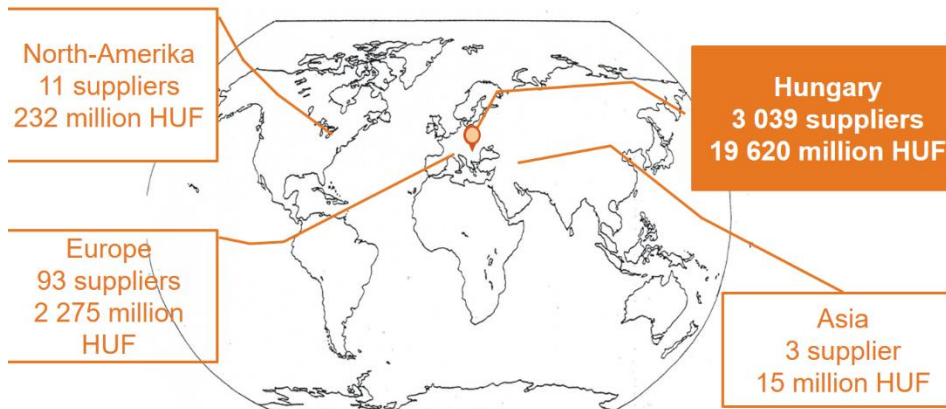 North-Amerika
11 suppliers
232 million HUF
Hungary
3 039 suppliers
19 620 million HUF
Europe
93 suppliers
2 275 million
HUF
Asia
3 supplier
15 million HUF